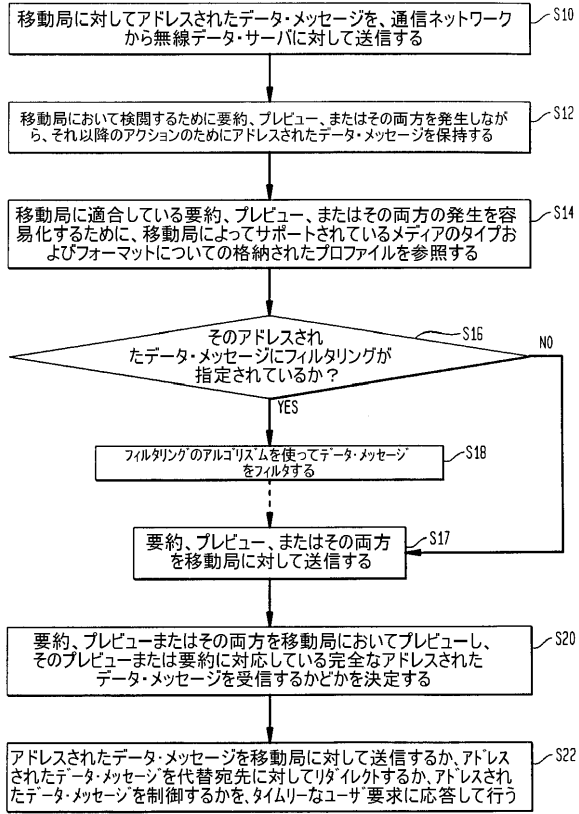 移動局に対してアドレスされたデータ・メッセージを、通信ネットワーク
から無線データ・サーバに対して送信する
S10
移動局において検閲するために要約、プレビュー、またはその両方を発生しなが
ら、それ以降のアクションのためにアドレスされたデータ・メッセージを保持する
S12
移動局に適合している要約、プレビュー、またはその両方の発生を容
易化するために、移動局によってサポートされているメディアのタイプお
よびフォーマットについての格納されたプロファイルを参照する
S14
そのアドレスされ
たデータ・メッセージにフィルタリングが
指定されているか?
S16
NO
YES
フィルタリングのアルゴリズムを使ってデータ・メッセージ
をフィルタする
S18
要約、プレビュー、またはその両方
を移動局に対して送信する
S17
要約、プレビューまたはその両方を移動局においてプレビューし、
そのプレビューまたは要約に対応している完全なアドレスされた
データ・メッセージを受信するかどかを決定する
S20
アドレスされたデータ・メッセージを移動局に対して送信するか、アドレス
されたデータ・メッセージを代替宛先に対してリダイレクトするか、アドレスさ
れたデータ・メッセージを制御するかを、タイムリーなユーザ要求に応答して行う
S22